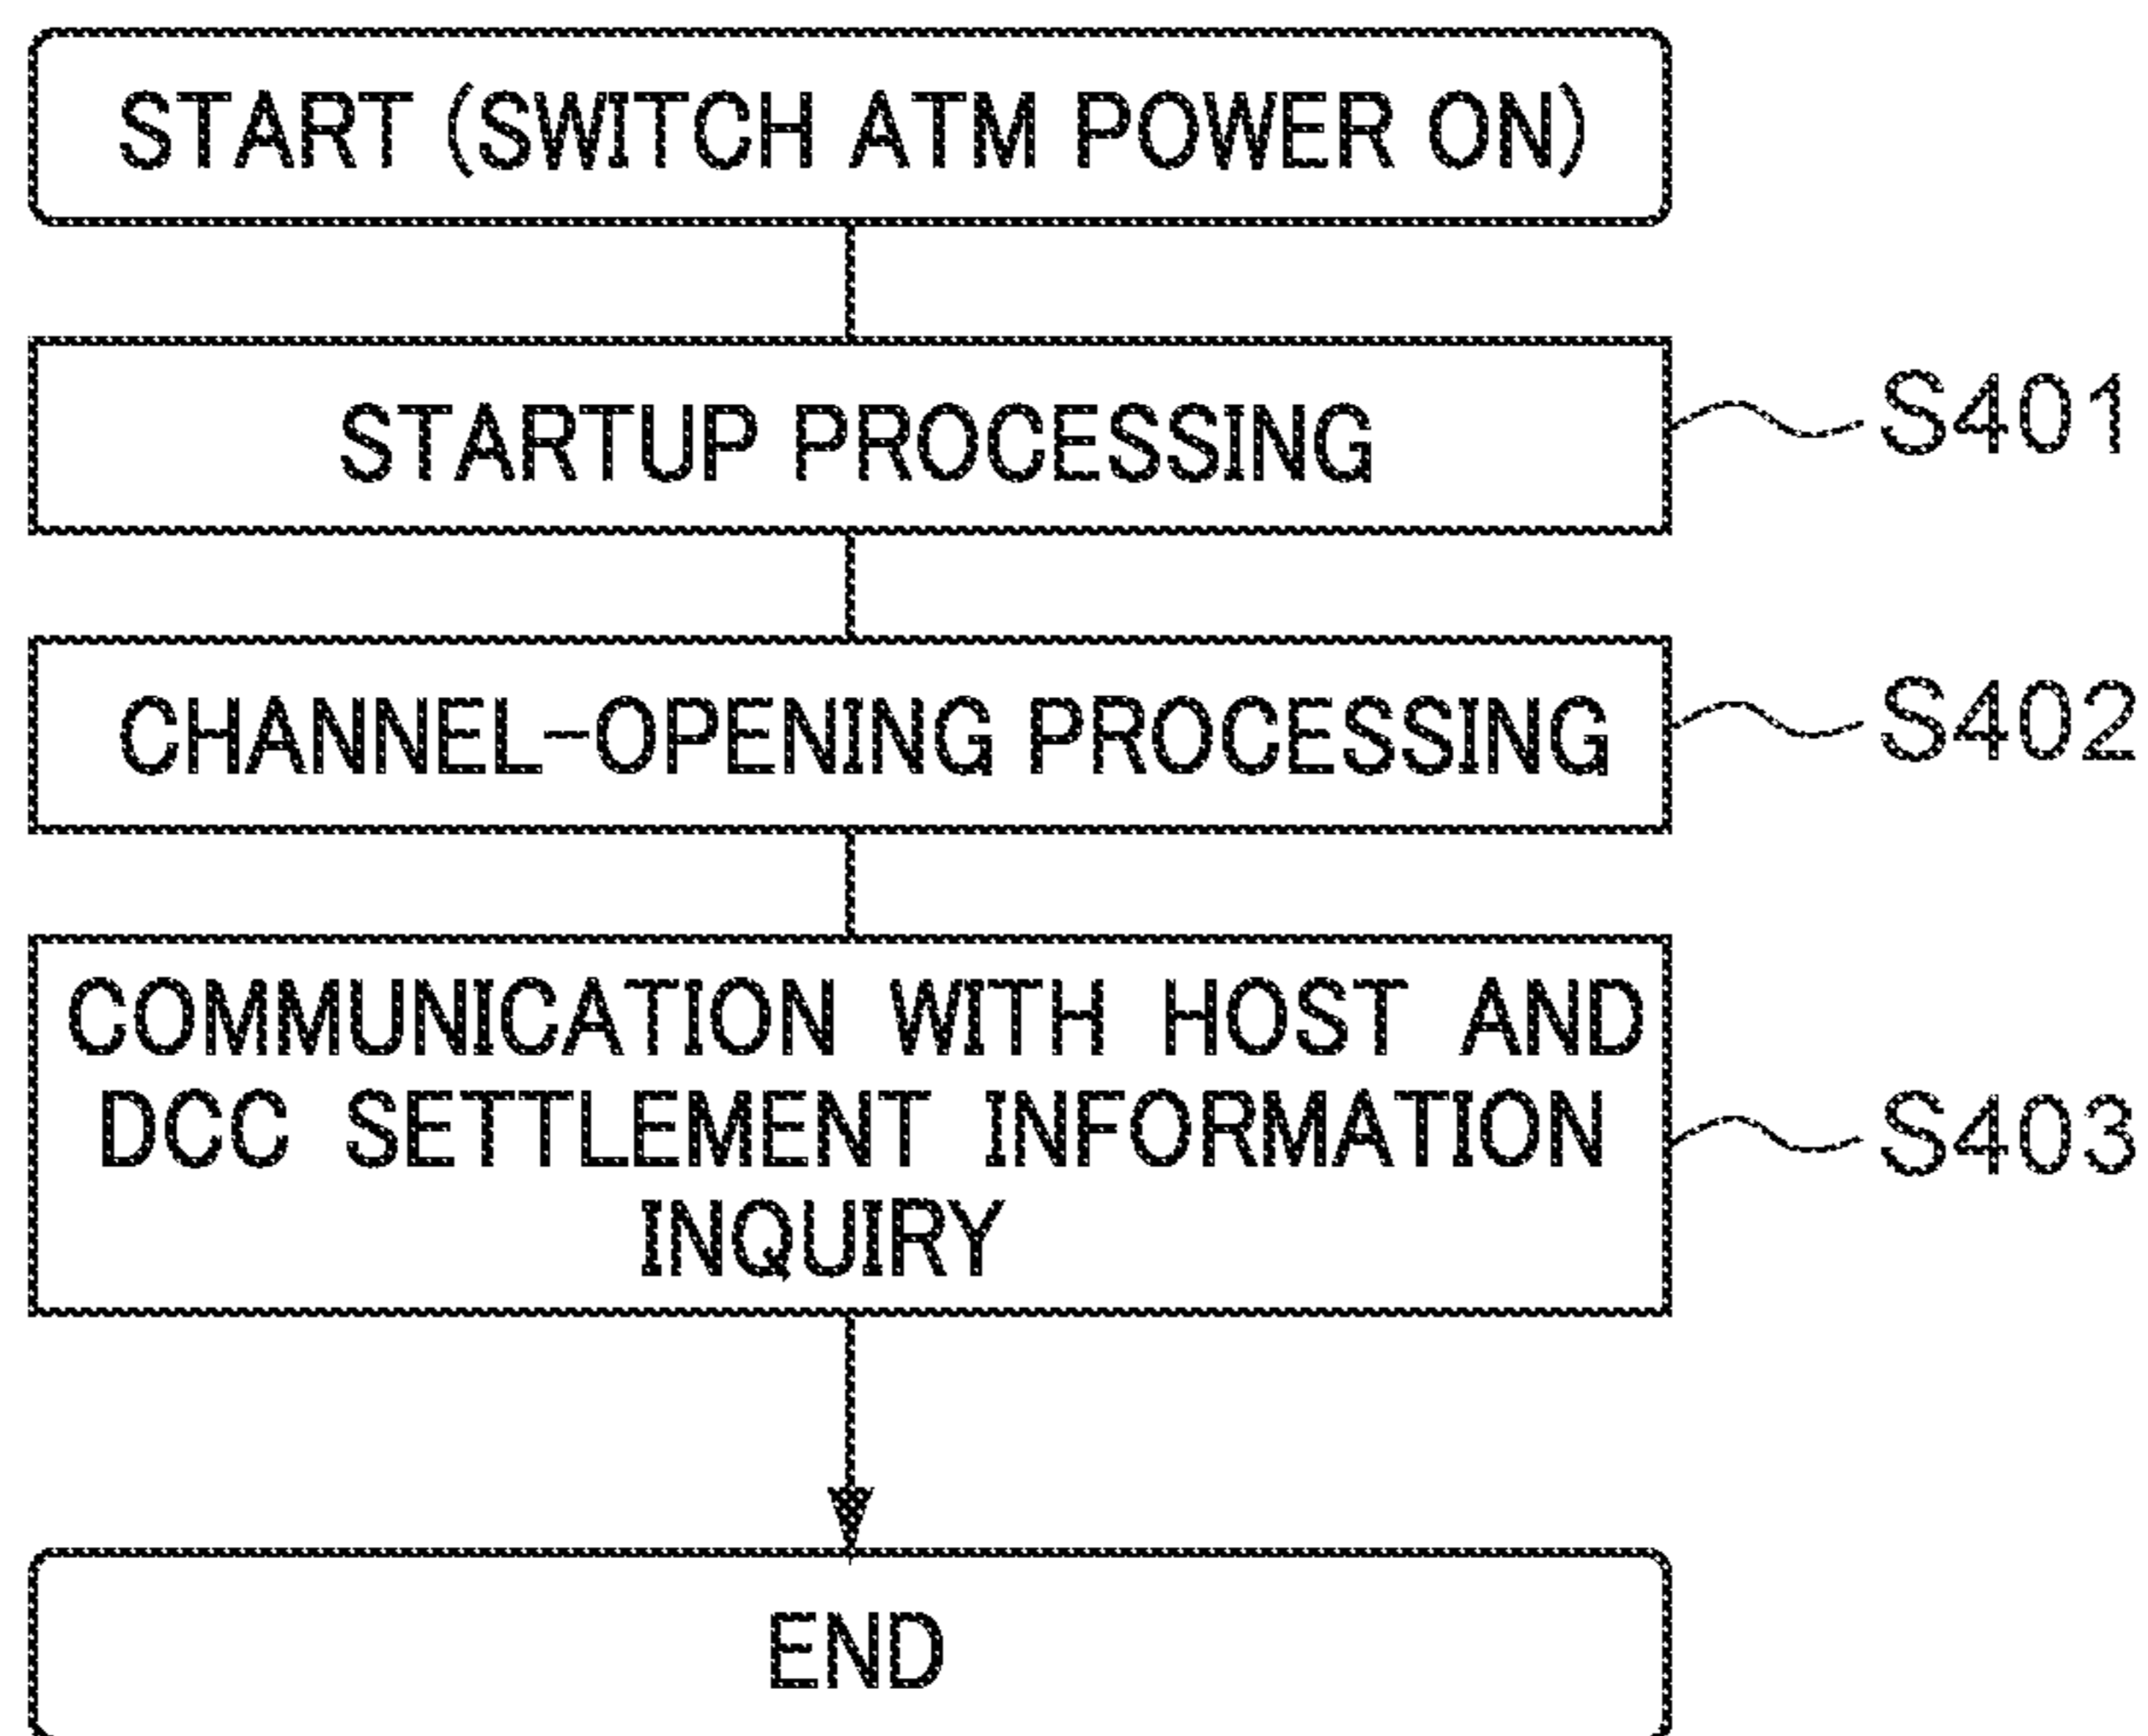 START (SWITCH ATM POWER ON)
STARTUP PROCESSING
S401
CHANNEL-OPENING PROCESSING
S402
COMMUNICATION WITH HOST AND
DCC SETTLEMENT INFORMATION
INQUIRY
S403
END